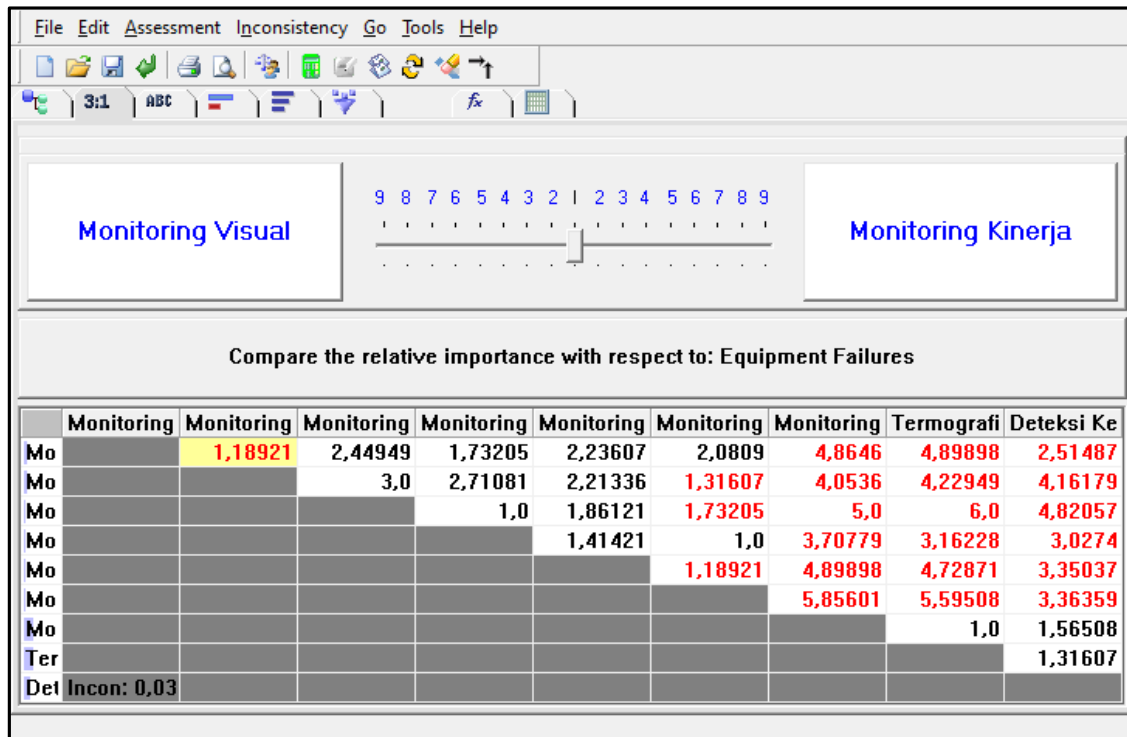 File Edit Assessment Inconsistency Go Tools Help
3:1 ABC fx
9 8 7 6 5 4 3 2 1 2 3 4 5 6 7 8 9
Monitoring Visual
Monitoring Kinerja
Compare the relative importance with respect to: Equipment Failures
Monitoring Monitoring Monitoring Monitoring Monitoring Monitoring Monitoring Termografi Deteksi Ke
Mo 1,18921 2,44949 1,73205 2,23607 2,0809 4,8646 4,89898 2,51487
Mo 3,0 2,71081 2,21336 1,31607 4,0536 4,22949 4,16179
Mo 1,0 1,86121 1,73205 5,0 6,0 4,82057
Mo 1,41421 1,0 3,70779 3,16228 3,0274
Mo 1,18921 4,89898 4,72871 3,35037
Mo 5,85601 5,59508 3,36359
Mo 1,0 1,56508
Ter 1,31607
Det Incon: 0,03